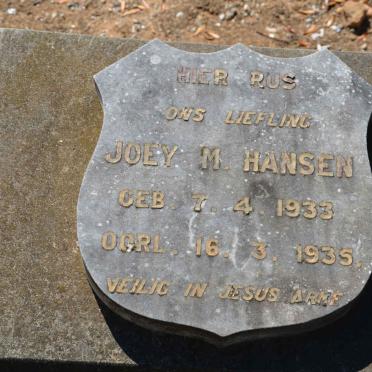 HIER RUS
ONS LIEFLING
JOEY M. HANSEN
GEB. 7. 4. 1933
OORL. 16. 3. 1935.
VEILIG IN JESUS ARME